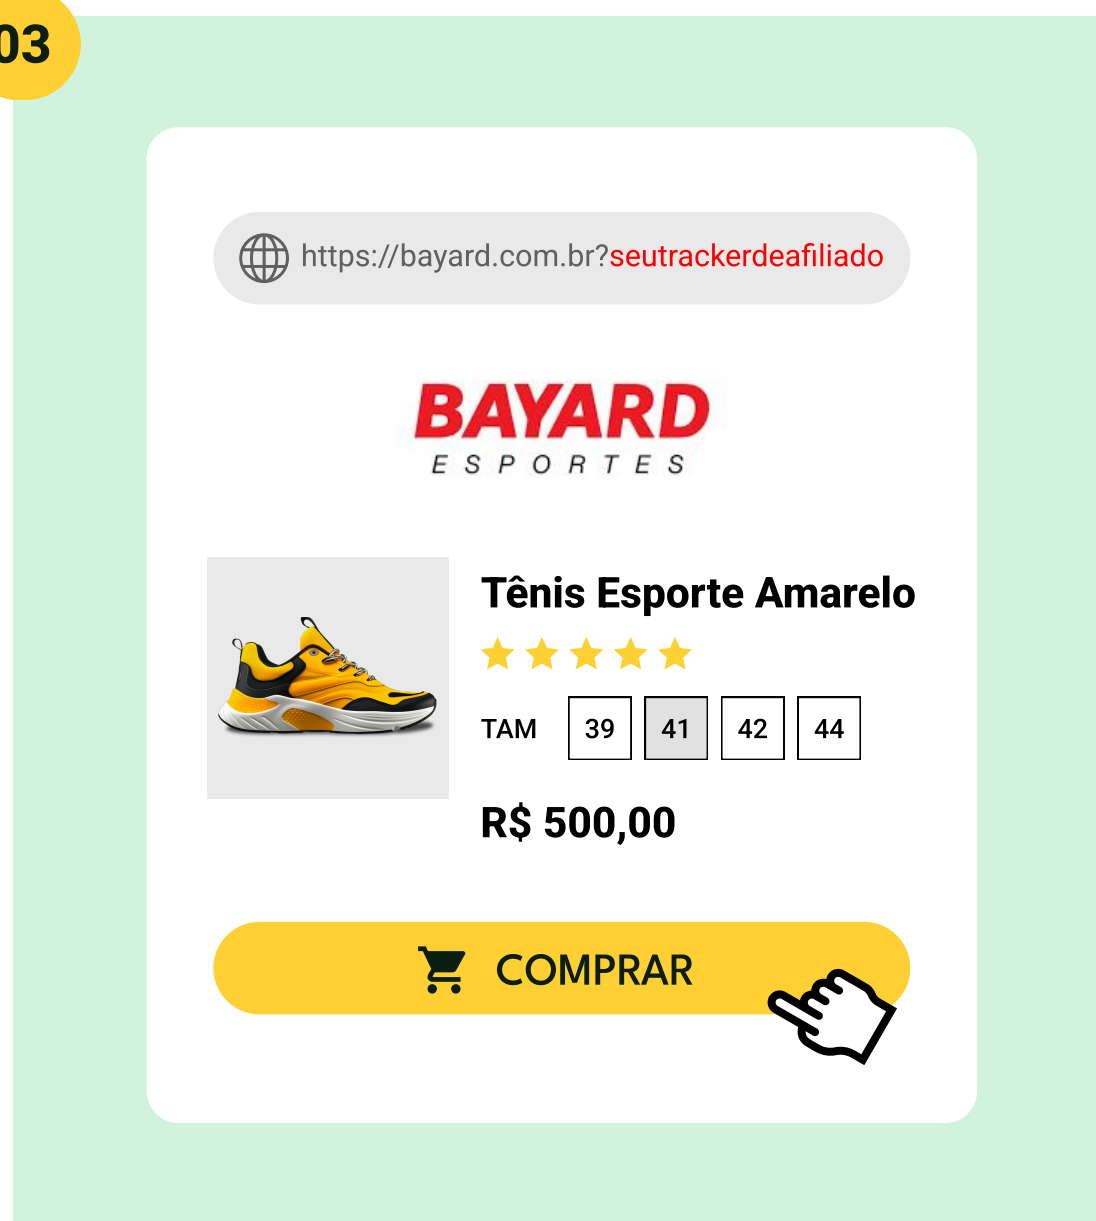 03
https://bayard.com.br?seutrackerdeafiliado
BAYARD
ESPORTES
Tênis Esporte Amarelo
TAM 39 41 42 44
R$ 500,00
COMPRAR